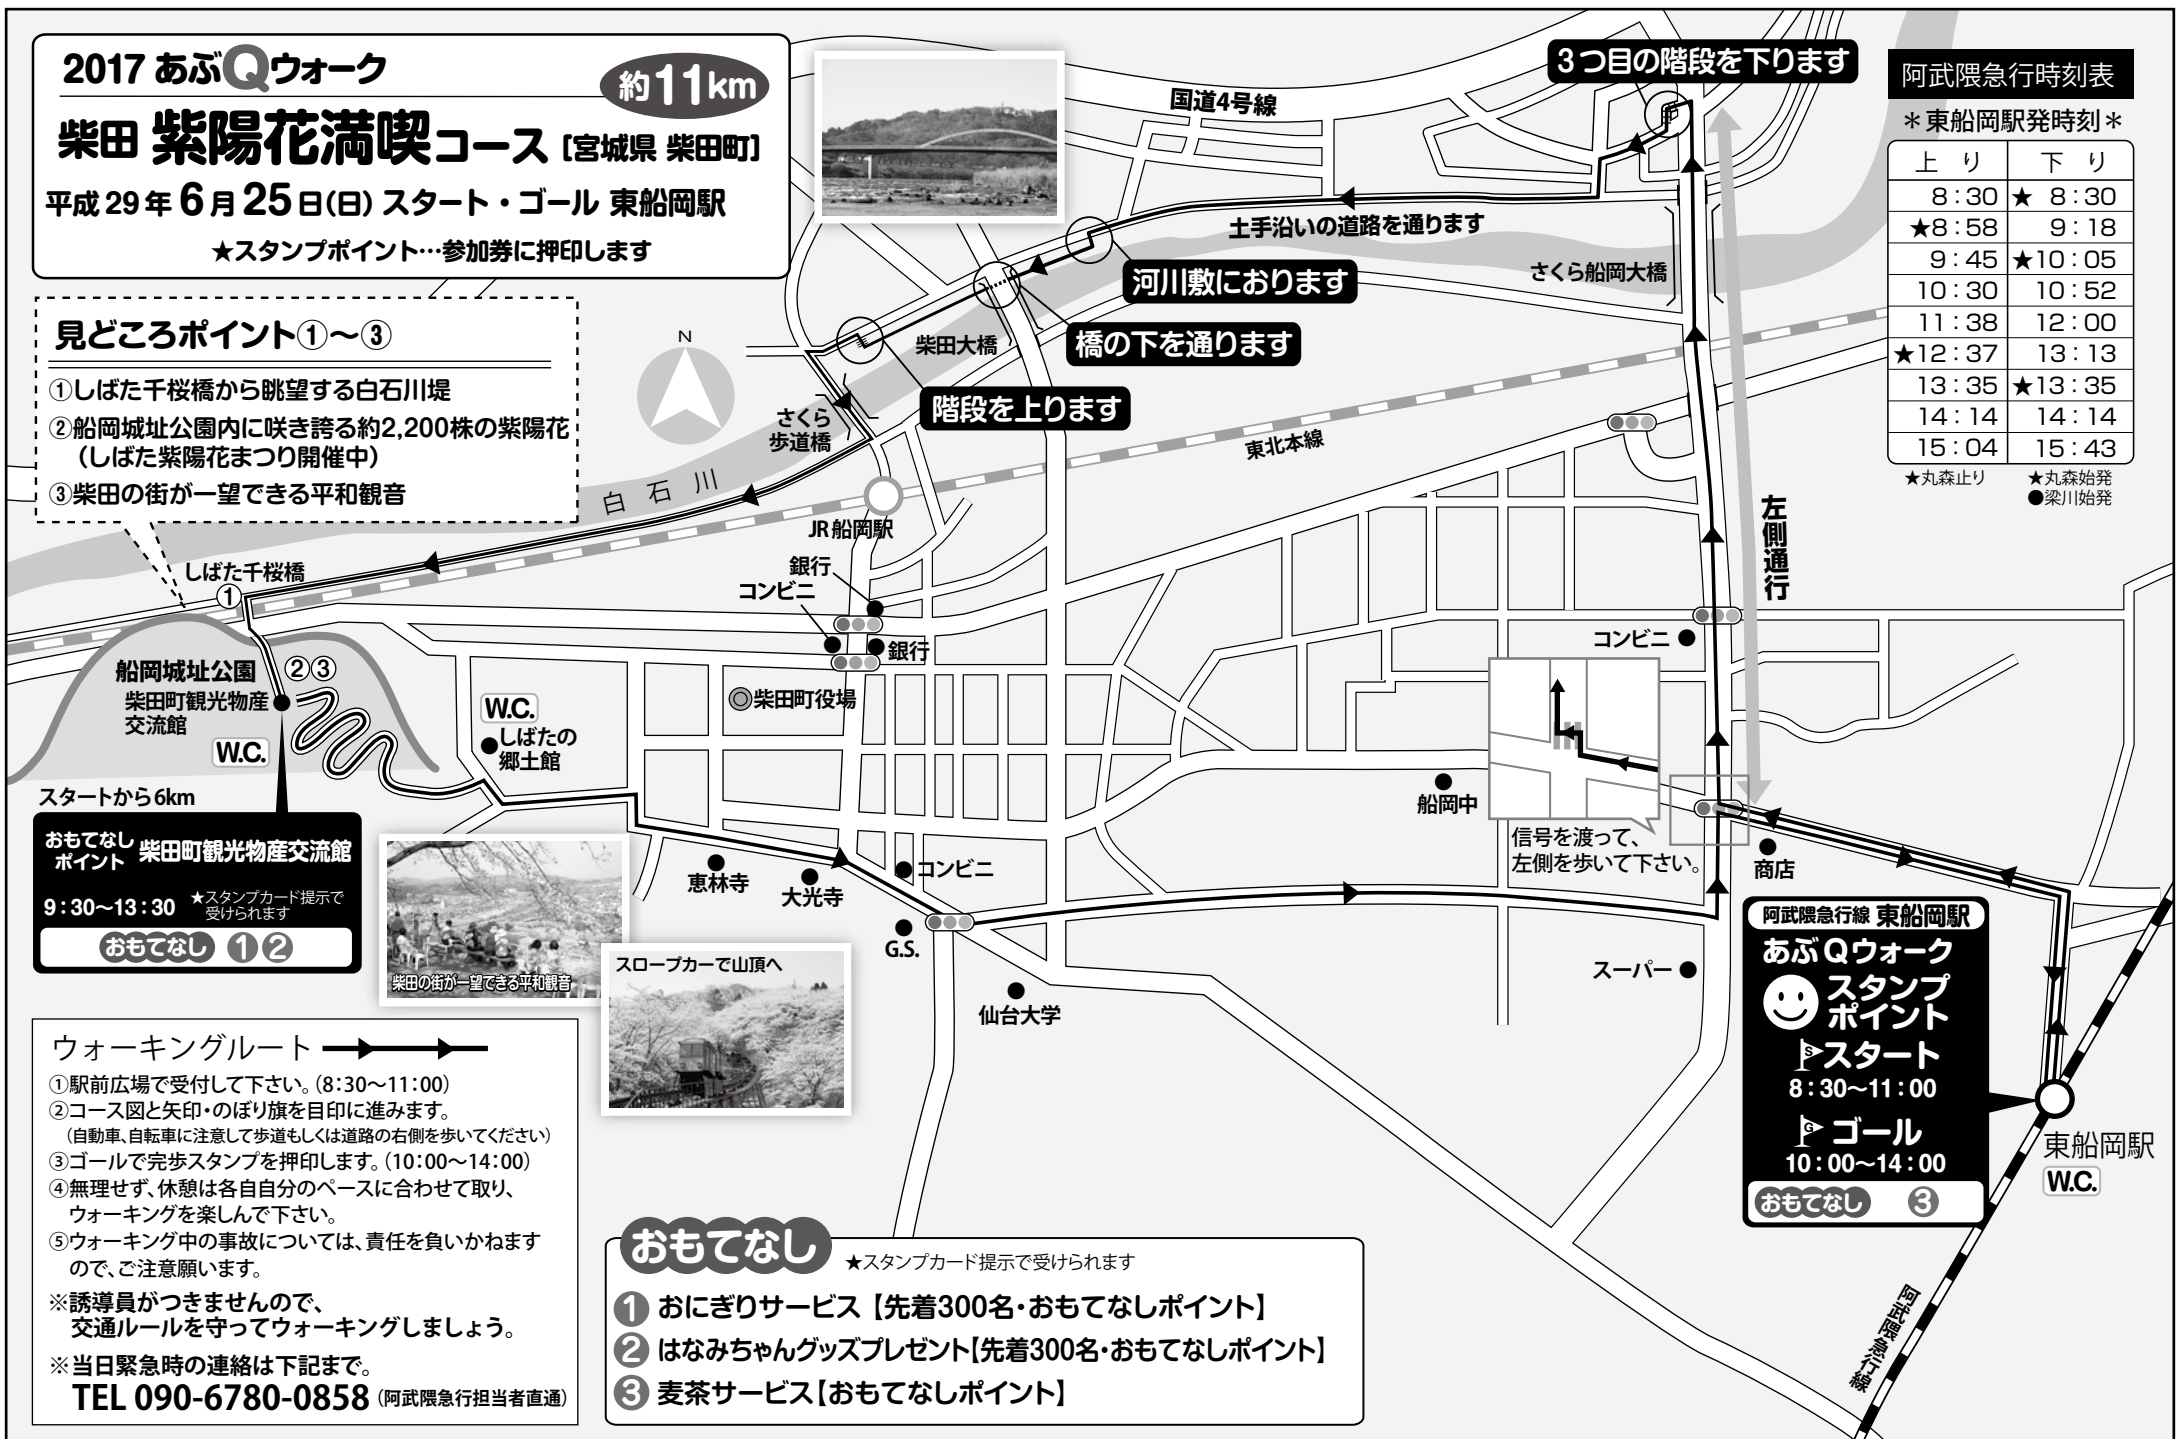 2017 あぶQウォーク
約11km
柴田 紫陽花満喫コース [宮城県 柴田町]
平成29年6月25日(日) スタート・ゴール 東船岡駅
★スタンプポイント…参加券に押印します
見どころポイント①～③
①しばた千桜橋から眺望する白石川堤
②船岡城址公園内に咲き誇る約2,200株の紫陽花
（しばた紫陽花まつり開催中）
③柴田の街が一望できる平和観音
3つ目の階段を下ります
国道4号線
土手沿いの道路を通ります
河川敷におります
さくら船岡大橋
橋の下を通ります
柴田大橋
階段を上ります
N
さくら
歩道橋
東北本線
白石川
JR船岡駅
左側通行
阿武隈急行時刻表
＊東船岡駅発時刻＊
上り 下り
8：30 ★ 8：30
★8：58 9：18
9：45 ★10：05
10：30 10：52
11：38 12：00
★12：37 13：13
13：35 ★13：35
14：14 14：14
15：04 15：43
★丸森止り ★丸森始発
●梁川始発
しばた千桜橋
①
銀行
コンビニ
銀行
コンビニ
船岡城址公園
②③
柴田町観光物産
交流館
W.C.
W.C.
しばたの
郷土館
柴田町役場
船岡中
信号を渡って、
左側を歩いて下さい。
商店
スタートから6km
おもてなし
ポイント
柴田町観光物産交流館
9：30～13：30
★スタンプカード提示で
受けられます
おもてなし ① ②
柴田の街が一望できる平和観音
スロープカーで山頂へ
恵林寺
大光寺
コンビニ
G.S.
仙台大学
スーパー
阿武隈急行線 東船岡駅
あぶQウォーク
スタンプ
ポイント
S
スタート
8：30～11：00
G
ゴール
10：00～14：00
おもてなし ③
東船岡駅
W.C.
阿武隈急行線
ウォーキングルート
①駅前広場で受付して下さい。（8：30～11：00）
②コース図と矢印・のぼり旗を目印に進みます。
（自動車、自転車に注意して歩道もしくは道路の右側を歩いてください）
③ゴールで完歩スタンプを押印します。（10：00～14：00）
④無理せず、休憩は各自自分のペースに合わせて取り、
ウォーキングを楽しんで下さい。
⑤ウォーキング中の事故については、責任を負いかねます
ので、ご注意願います。
※誘導員がつきませんので、
交通ルールを守ってウォーキングしましょう。
※当日緊急時の連絡は下記まで。
TEL 090-6780-0858（阿武隈急行担当者直通）
おもてなし ★スタンプカード提示で受けられます
① おにぎりサービス【先着300名・おもてなしポイント】
② はなみちゃんグッズプレゼント【先着300名・おもてなしポイント】
③ 麦茶サービス【おもてなしポイント】